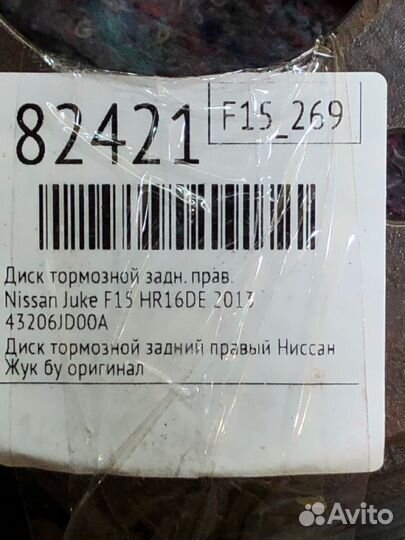 82421
F15_269
Диск тормозной задн. прав.
Nissan Juke F15 HR16DE 2013
43206JD00A
Диск тормозной задний правый Ниссан
Жук бу оригинал
Avito